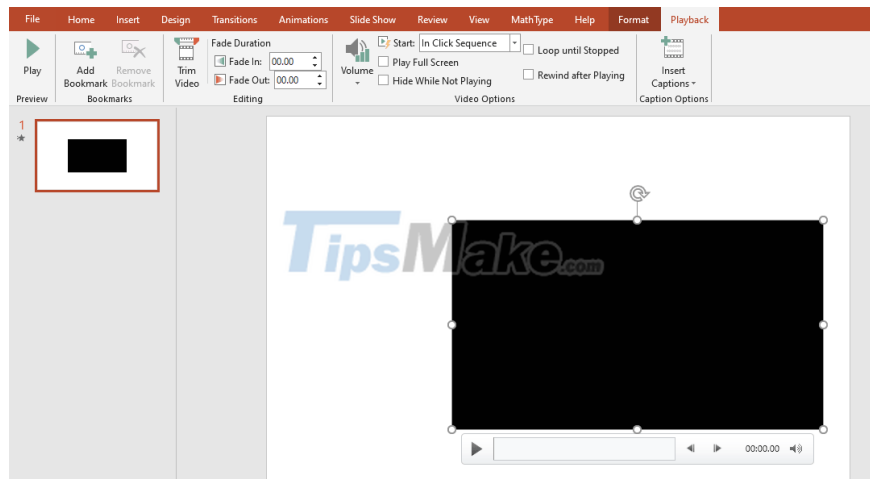 File Home Insert Design Transitions Animations Slide Show Review View MathType Help Format Playback
Play
Preview
Add Bookmark
Remove Bookmark
Bookmarks
Trim Video
Fade Duration
Fade In: 00.00
Fade Out: 00.00
Editing
Volume
Start: In Click Sequence
Play Full Screen
Hide While Not Playing
Loop until Stopped
Rewind after Playing
Video Options
Insert Captions
Caption Options
1
TipsMake.com
00:00.00